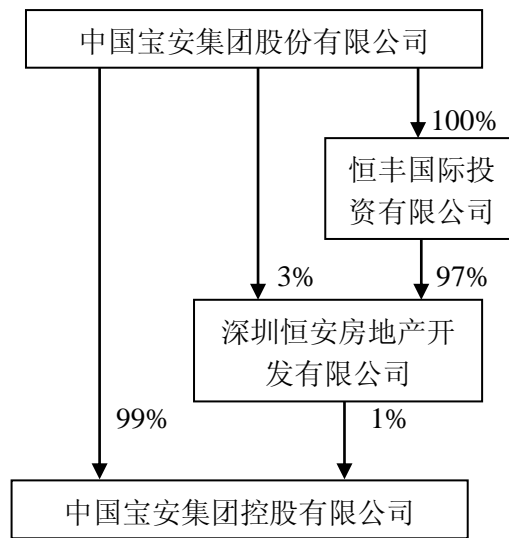 中国宝安集团股份有限公司
100%
恒丰国际投
资有限公司
3%
97%
深圳恒安房地产开
发有限公司
99%
1%
中国宝安集团控股有限公司